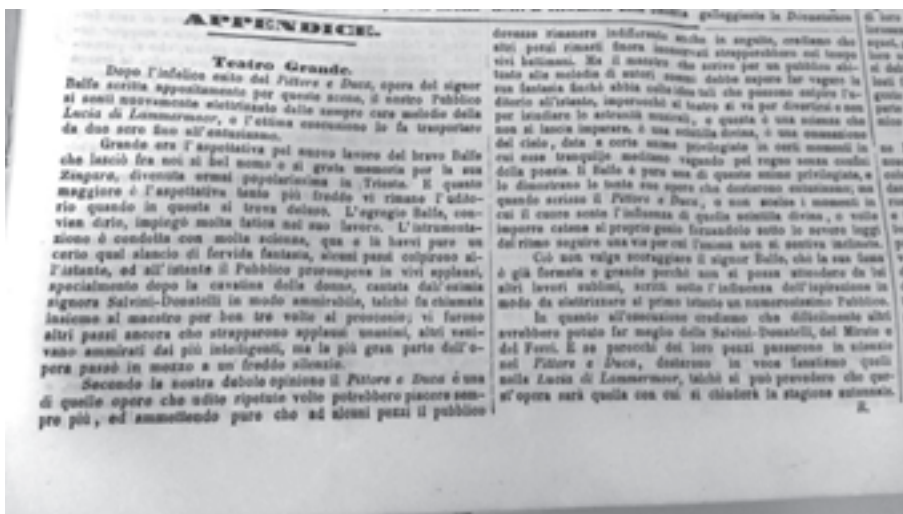 galleggiante la Divastation
APPENDICE.
Teatro Grande.
Dopo l'infelice esito del Pittore e Duca, opera del signor
Balfe scritta appositamente per queste scene, il nostro Pubblico
si sentì nuovamente elettrizzato dalle sempre care melodie della
Lucia di Lammermoor, e l'ottima esecuzione lo fa trasportare
da due sere fino all'entusiasmo.
Grande era l'aspettativa pel nuovo lavoro del bravo Balfe
che lasciò fra noi sì bel nome e sì grata memoria per la sua
Zingara, divenuta ormai popolarissima in Trieste. E quanto
maggiore è l'aspettativa tanto più freddo vi rimane l'udito-
rio quando in questa si trova deluso. L'egregio Balfe, con-
vien dirlo, impiegò molta fatica nel suo lavoro. L'istrumenta-
zione è condotta con molta scienza, qua e là havvi pure un
certo qual slancio di fervida fantasia, alcuni passi colpirono al-
l'istante, ed all'istante il Pubblico proruppe in vivi applausi,
specialmente dopo la cavatina della donna, cantata dall'esimia
signora Salvini-Donatelli in modo ammirabile, talchè fu chiamata
insieme al maestro per ben tre volte al proscenio; vi furono
altri pezzi ancora che strapparono applausi unanimi, altri veni-
vano ammirati dai più intelligenti, ma la più gran parte dell'o-
pera passò in mezzo a un freddo silenzio.
Secondo la nostra debole opinione il Pittore e Duca è una
di quelle opere che udite ripetute volte potrebbero piacere sem-
pre più, ed ammettendo pure che ad alcuni pezzi il pubblico
dovesse rimanere indifferente anche in seguito, crediamo che
altri pezzi rimasti finora inosservati strapperebbero col tempo
vivi battimani. Ma il maestro che scrive per un pubblico abi-
tuato alle melodie di autori sommi debbe sapere far vagare la
sua fantasia finchè abbia colto idee tali che possono colpire l'u-
ditorio all'istante, imperocchè al teatro si va per divertirsi e non
per istudiare le astrusità musicali, e questa è una scienza che
non si lascia imparare, è una scintilla divina, è una emanazione
del cielo, data a certe anime privilegiate in certi momenti in
cui esse tranquille meditano vagando pel regno senza confini
della poesia. Il Balfe è pure una di queste anime privilegiate, e
lo dimostrano le tante sue opere che destarono entusiasmo, ma
quando scrisse il Pittore e Duca, o non scelse i momenti in
cui il cuore sente l'influenza di quella scintilla divina, o volle
imporre catene al proprio genio forzandolo sotto le severe leggi
del ritmo seguire una via per cui l'anima non si sentiva inclinata.
Ciò non valga scoraggiare il signor Balfe, chè la sua fama
è già formata e grande perchè non si possa attendere da lui
altri lavori sublimi, scritti sotto l'influenza dell'ispirazione in
modo da elettrizzare al primo istante un numerosissimo Pubblico.
In quanto all'esecuzione crediamo che difficilmente altri
avrebbero potuto far meglio della Salvini-Donatelli, del Mirate e
del Fiori. E se parecchi dei loro pezzi passarono in silenzio
nel Pittore e Duca, destarono in vece fanatismo quelli
nella Lucia di Lammermoor, talchè si può prevedere che que-
st'opera sarà quella con cui si chiuderà la stagione autunnale.